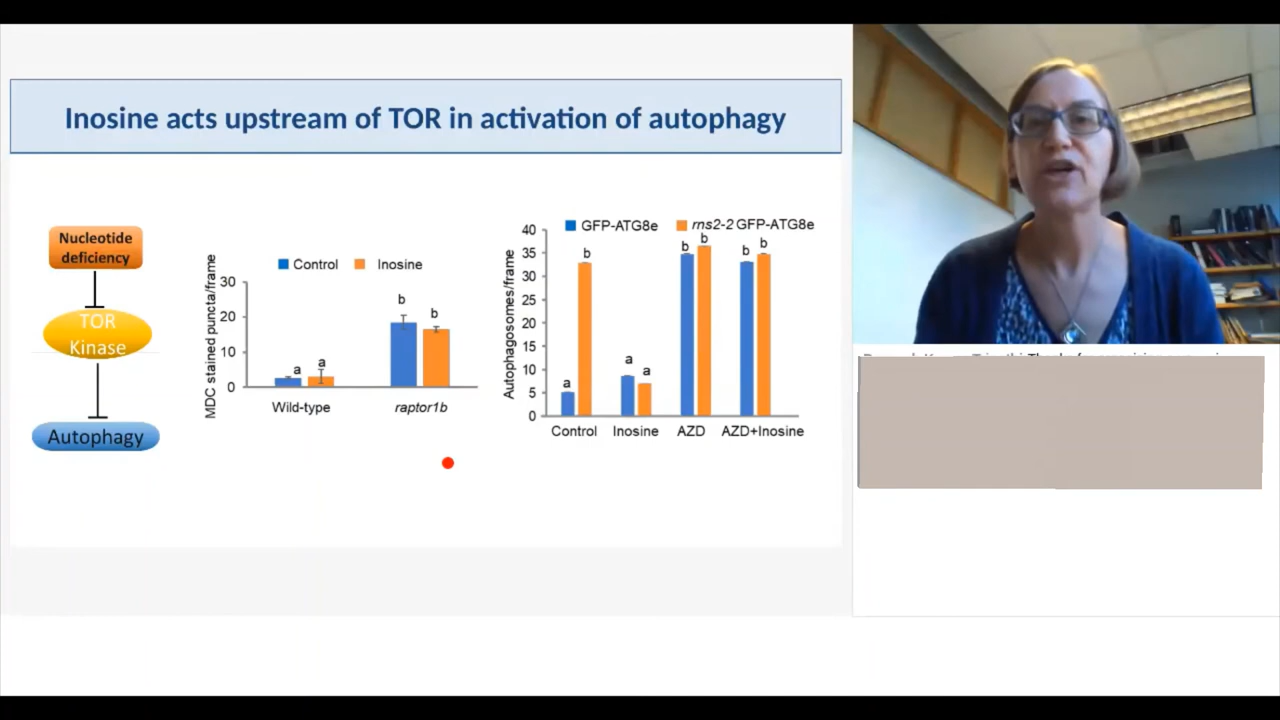 Inosine acts upstream of TOR in activation of autophagy
Nucleotide
deficiency
TOR
Kinase
Autophagy
MDC stained puncta/frame
Control
Inosine
30
20
10
0
a
a
b
b
Wild-type
raptor1b
Autophagosomes/frame
GFP-ATG8e
rns2-2 GFP-ATG8e
40
35
30
25
20
15
10
5
0
a
b
a
a
b
b
b
b
Control
Inosine
AZD
AZD+Inosine